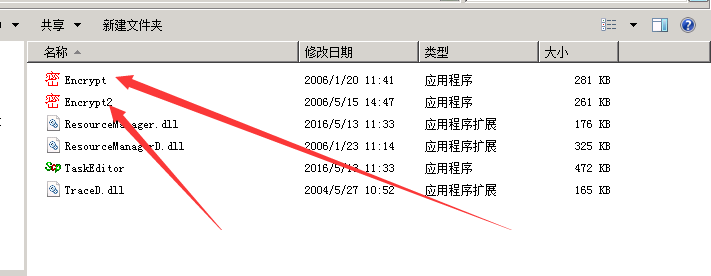 共享 新建文件夹
名称 修改日期 类型 大小
Encrypt 2006/1/20 11:41 应用程序 281 KB
Encrypt2 2006/5/15 14:47 应用程序 261 KB
ResourceManager.dll 2016/5/13 11:33 应用程序扩展 176 KB
ResourceManagerD.dll 2006/1/23 11:14 应用程序扩展 325 KB
TaskEditor 2016/5/13 11:33 应用程序 472 KB
TraceD.dll 2004/5/27 10:52 应用程序扩展 165 KB